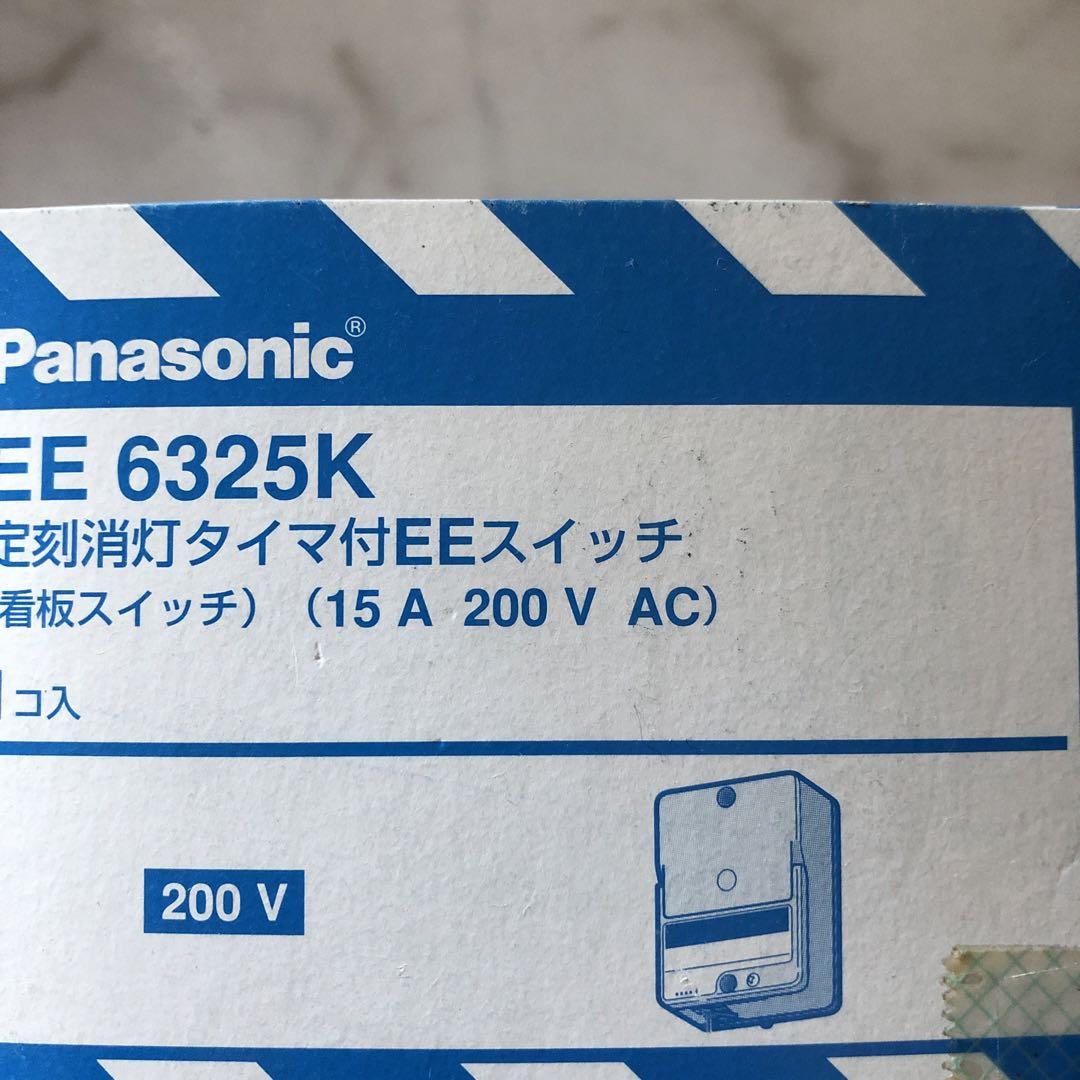 Panasonic®
EE 6325K
定刻消灯タイマ付EEスイッチ
看板スイッチ）（15 A 200 V AC）
1コ入
200 V